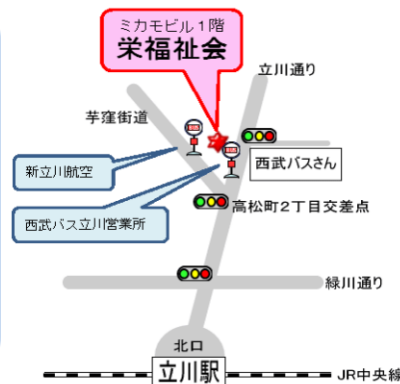 ミカモビル1階
栄福祉会
立川通り
芋窪街道
新立川航空
西武バスさん
西武バス立川営業所
高松町2丁目交差点
緑川通り
北口
立川駅
JR中央線